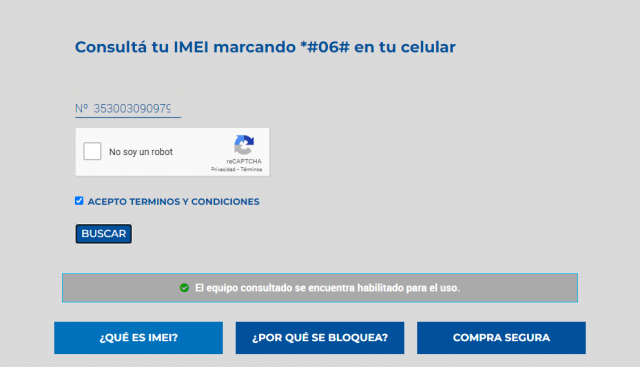 Consultá tu IMEI marcando *#06# en tu celular
Nº 35300309097
No soy un robot
reCAPTCHA
Privacidad - Términos
ACEPTO TERMINOS Y CONDICIONES
BUSCAR
El equipo consultado se encuentra habilitado para el uso.
¿QUÉ ES IMEI?
¿POR QUÉ SE BLOQUEA?
COMPRA SEGURA